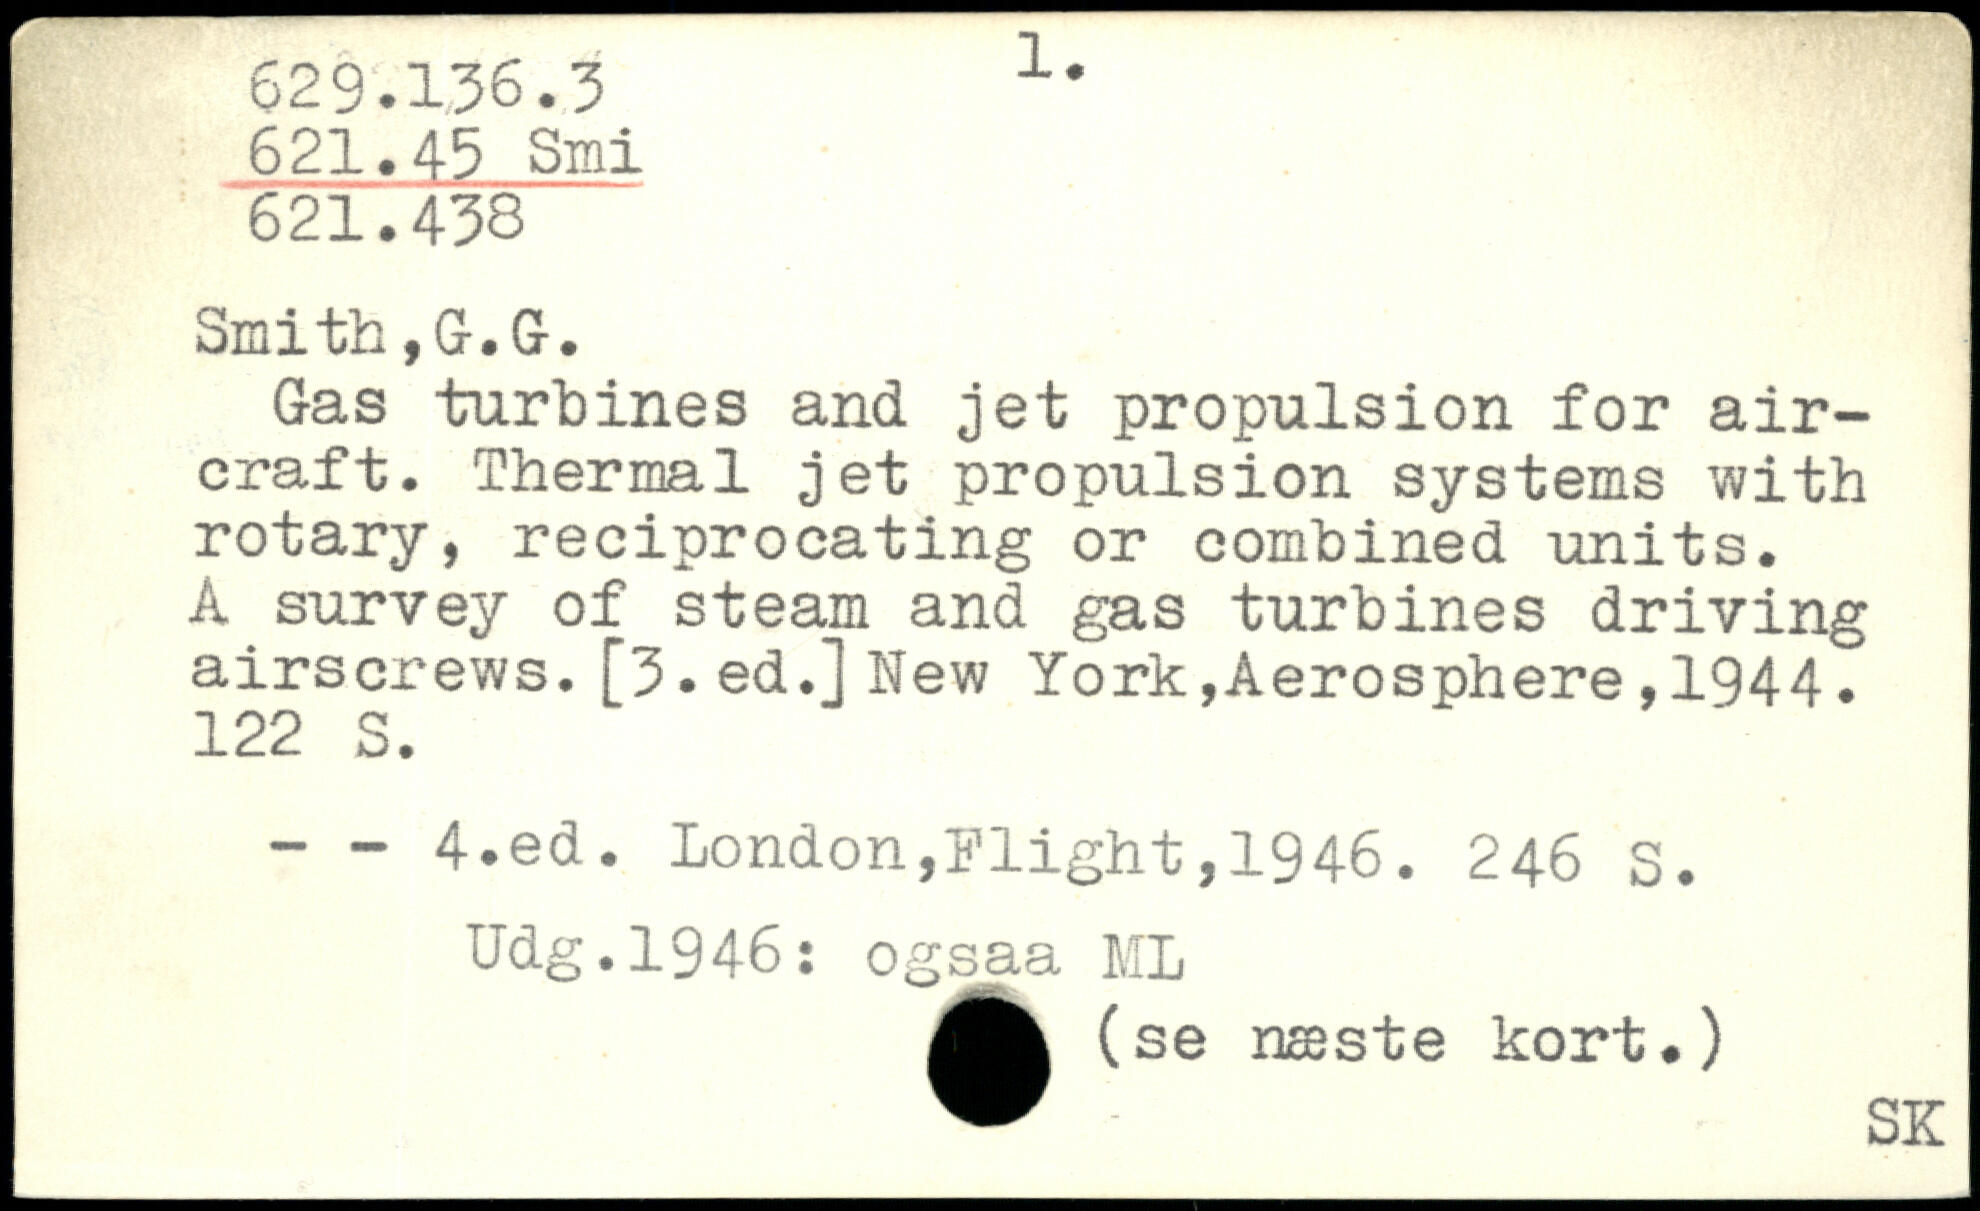 1.
629.136.3
621.45 Smi
621.438
Smith,G.G.
Gas turbines and jet propulsion for air-
craft. Thermal jet propulsion systems with
rotary, reciprocating or combined units.
A survey of steam and gas turbines driving
airscrews.[3.ed.]New York,Aerosphere,1944.
122 S.
- - 4.ed. London,Flight,1946. 246 S.
Udg.1946: ogsaa ML
(se næste kort.)
SK